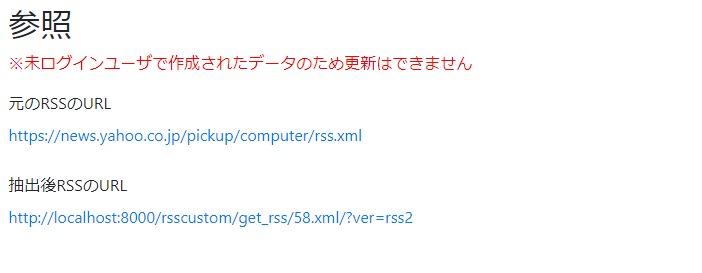 参照
※未ログインユーザで作成されたデータのため更新はできません
元のRSSのURL
https://news.yahoo.co.jp/pickup/computer/rss.xml
抽出後RSSのURL
http://localhost:8000/rsscustom/get_rss/58.xml/?ver=rss2